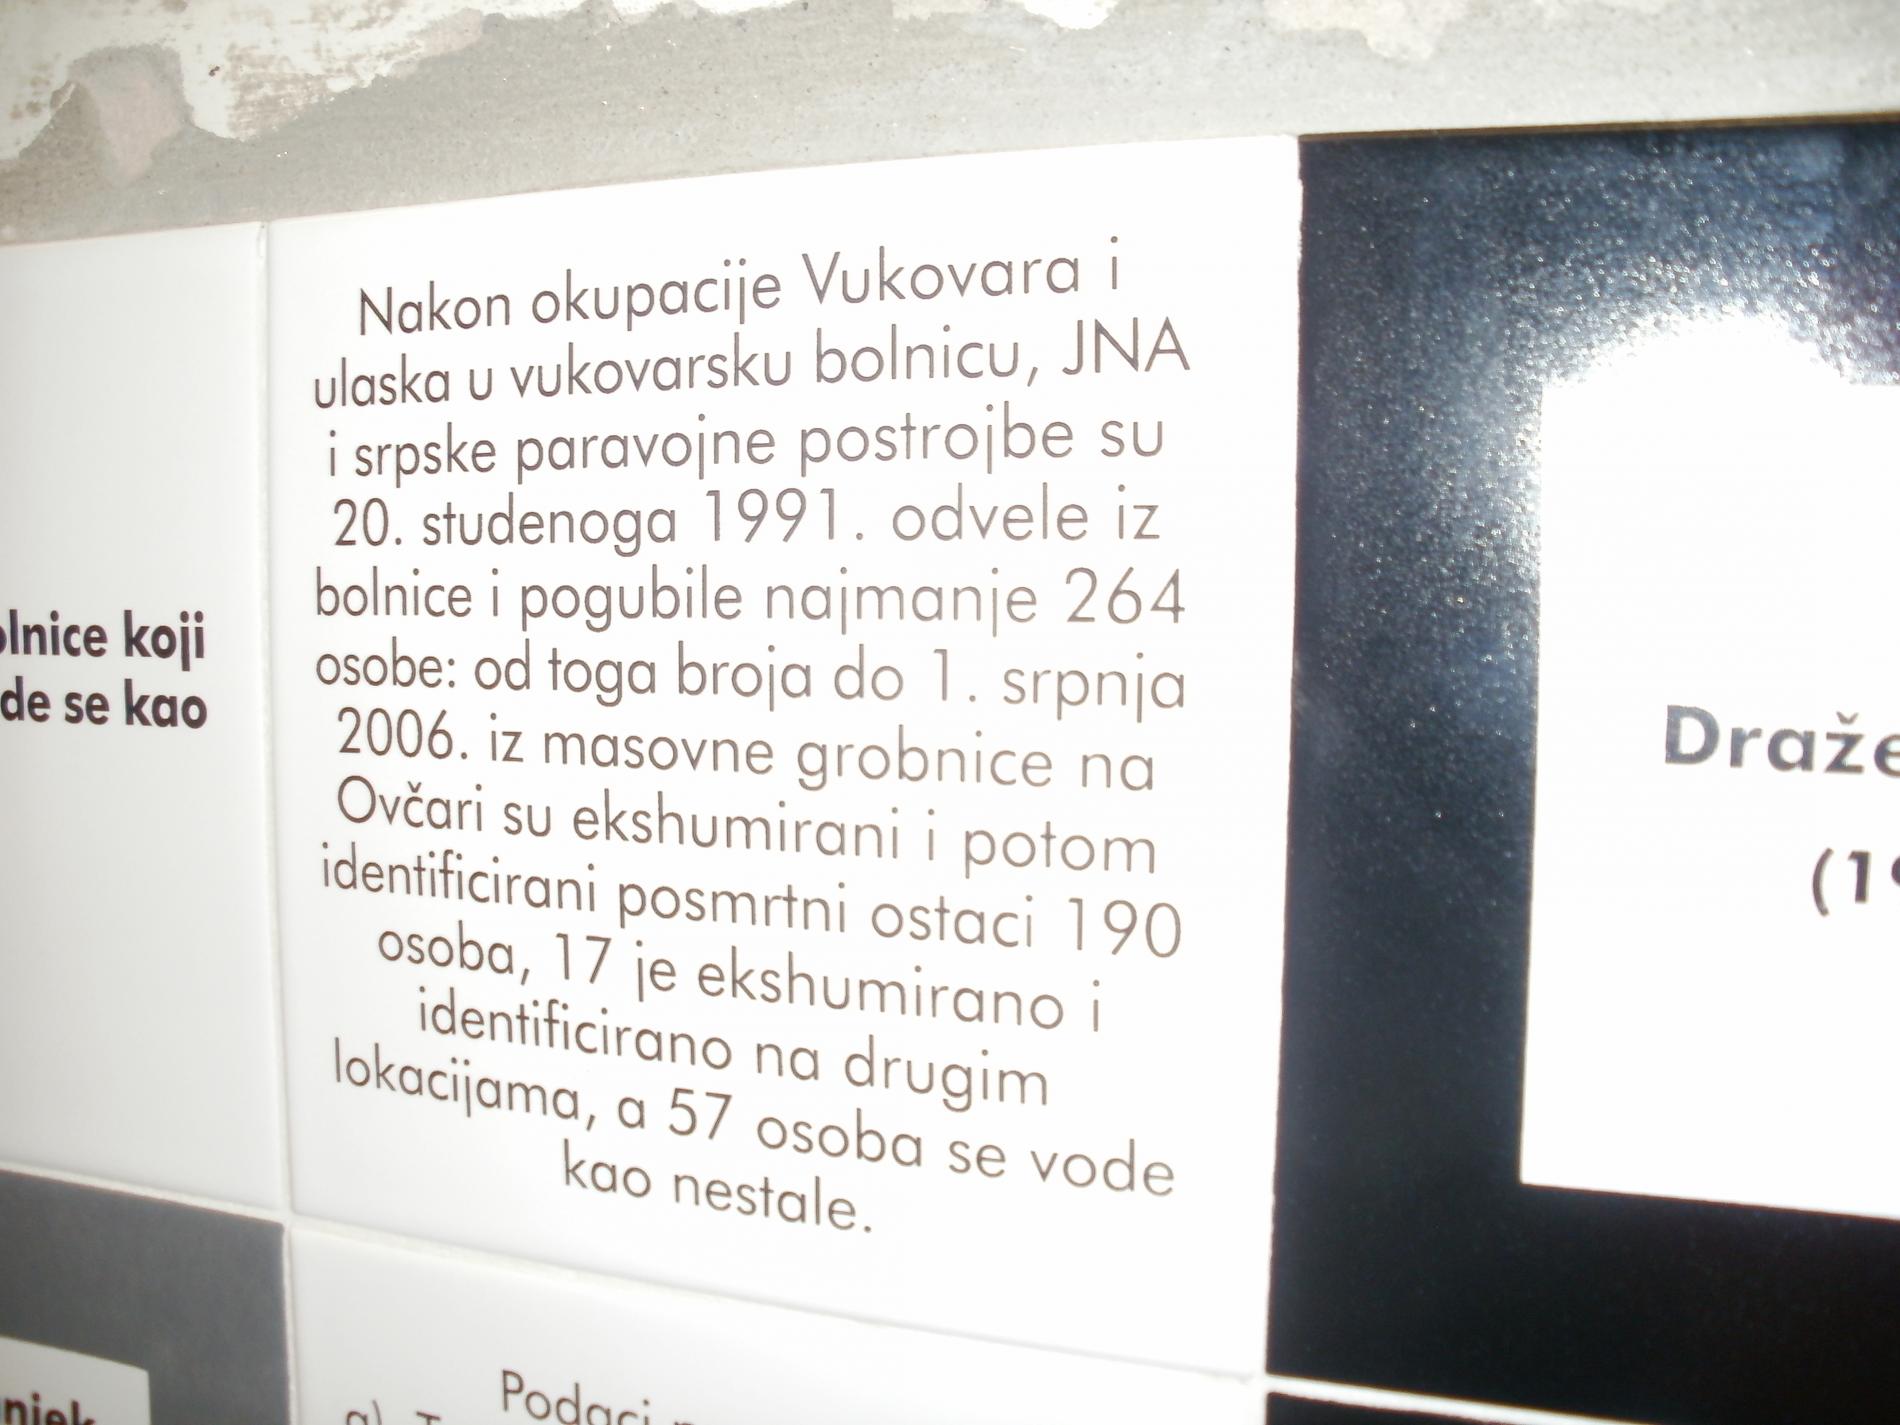 Nakon okupacije Vukovara i
ulaska u vukovarsku bolnicu, JNA
i srpske paravojne postrojbe su
20. studenoga 1991. odvele iz
bolnice i pogubile najmanje 264
osobe: od toga broja do 1. srpnja
2006. iz masovne grobnice na
Ovčari su ekshumirani i potom
identificirani posmrtni ostaci 190
osoba, 17 je ekshumirano i
identificirano na drugim
lokacijama, a 57 osoba se vode
kao nestale.
olnice koji
de se kao
Draže
(19
njek
Podaci
a)